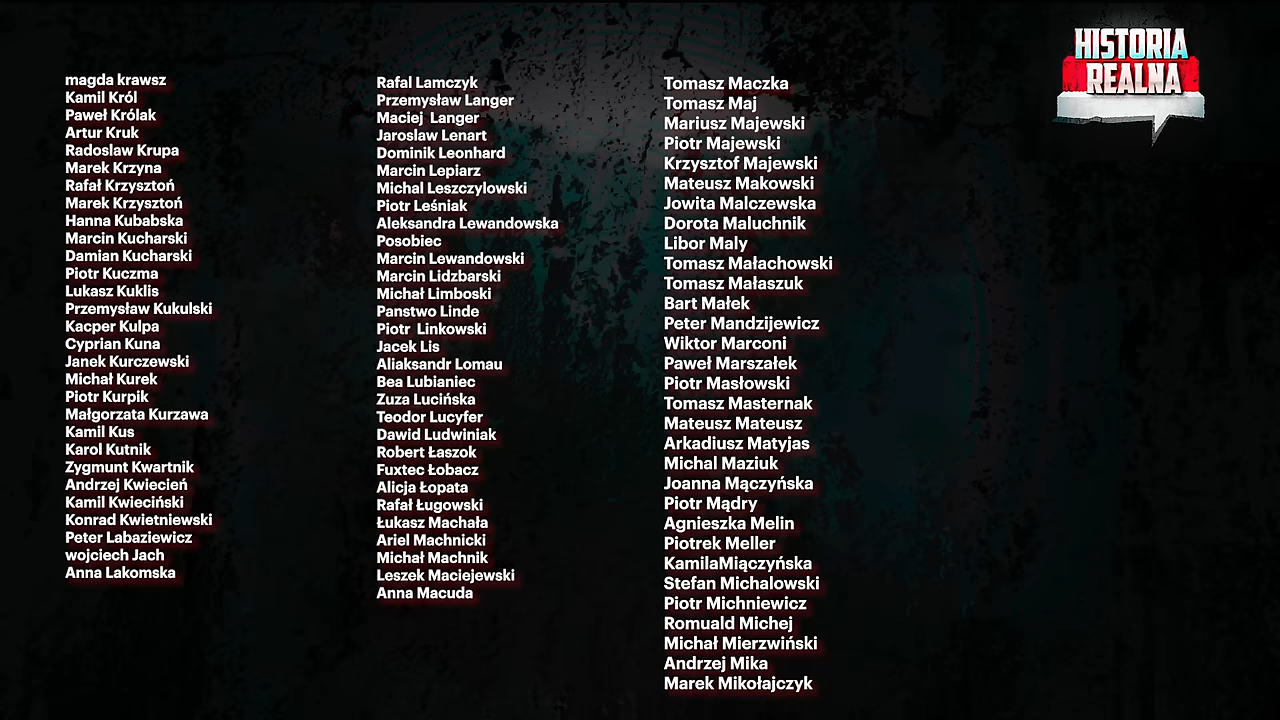 magda krawsz
Kamil Król
Paweł Królak
Artur Kruk
Radoslaw Krupa
Marek Krzyna
Rafał Krzysztoń
Marek Krzysztoń
Hanna Kubabska
Marcin Kucharski
Damian Kucharski
Piotr Kuczma
Lukasz Kuklis
Przemysław Kukulski
Kacper Kulpa
Cyprian Kuna
Janek Kurczewski
Michał Kurek
Piotr Kurpik
Małgorzata Kurzawa
Kamil Kus
Karol Kutnik
Zygmunt Kwartnik
Andrzej Kwiecień
Kamil Kwieciński
Konrad Kwietniewski
Peter Labaziewicz
wojciech Jach
Anna Lakomska
Rafal Lamczyk
Przemysław Langer
Maciej  Langer
Jaroslaw Lenart
Dominik Leonhard
Marcin Lepiarz
Michal Leszczylowski
Piotr Leśniak
Aleksandra Lewandowska
Posobiec
Marcin Lewandowski
Marcin Lidzbarski
Michał Limboski
Panstwo Linde
Piotr  Linkowski
Jacek Lis
Aliaksandr Lomau
Bea Lubianiec
Zuza Lucińska
Teodor Lucyfer
Dawid Ludwiniak
Robert Łaszok
Fuxtec Łobacz
Alicja Łopata
Rafał Ługowski
Łukasz Machała
Ariel Machnicki
Michał Machnik
Leszek Maciejewski
Anna Macuda
Tomasz Maczka
Tomasz Maj
Mariusz Majewski
Piotr Majewski
Krzysztof Majewski
Mateusz Makowski
Jowita Malczewska
Dorota Maluchnik
Libor Maly
Tomasz Małachowski
Tomasz Małaszuk
Bart Małek
Peter Mandzijewicz
Wiktor Marconi
Paweł Marszałek
Piotr Masłowski
Tomasz Masternak
Mateusz Mateusz
Arkadiusz Matyjas
Michal Maziuk
Joanna Mączyńska
Piotr Mądry
Agnieszka Melin
Piotrek Meller
KamilaMiączyńska
Stefan Michalowski
Piotr Michniewicz
Romuald Michej
Michał Mierzwiński
Andrzej Mika
Marek Mikołajczyk
HISTORIA
REALNA